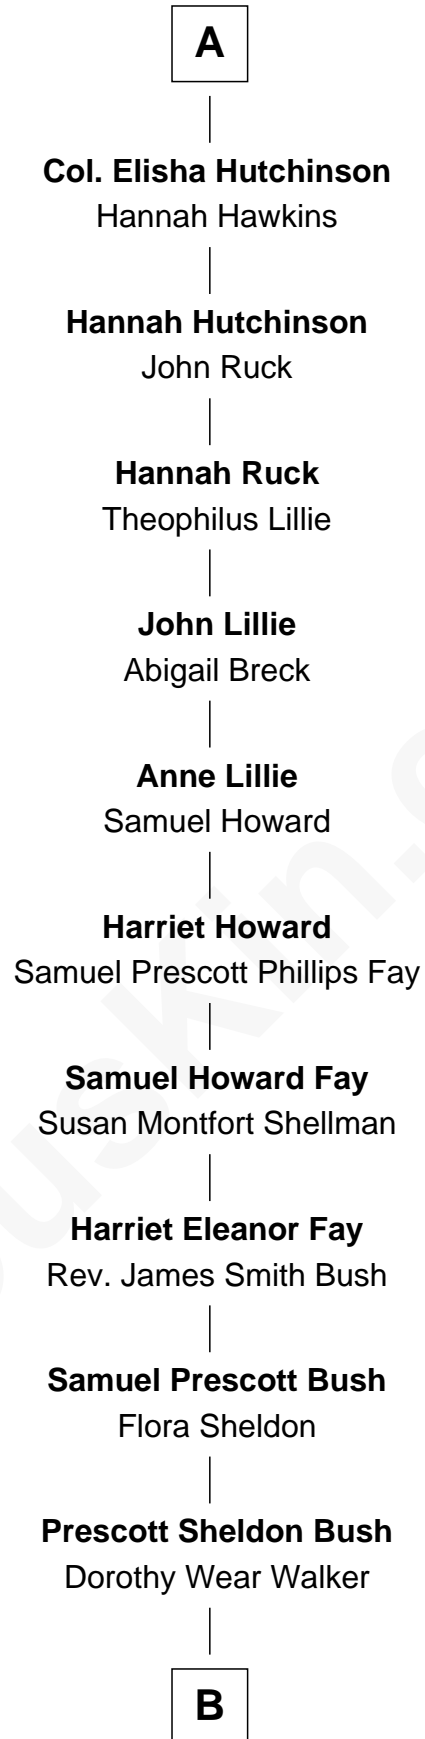 A
Col. Elisha Hutchinson
Hannah Hawkins
Hannah Hutchinson
John Ruck
Hannah Ruck
Theophilus Lillie
John Lillie
Abigail Breck
Anne Lillie
Samuel Howard
Harriet Howard
Samuel Prescott Phillips Fay
Samuel Howard Fay
Susan Montfort Shellman
Harriet Eleanor Fay
Rev. James Smith Bush
Samuel Prescott Bush
Flora Sheldon
Prescott Sheldon Bush
Dorothy Wear Walker
B